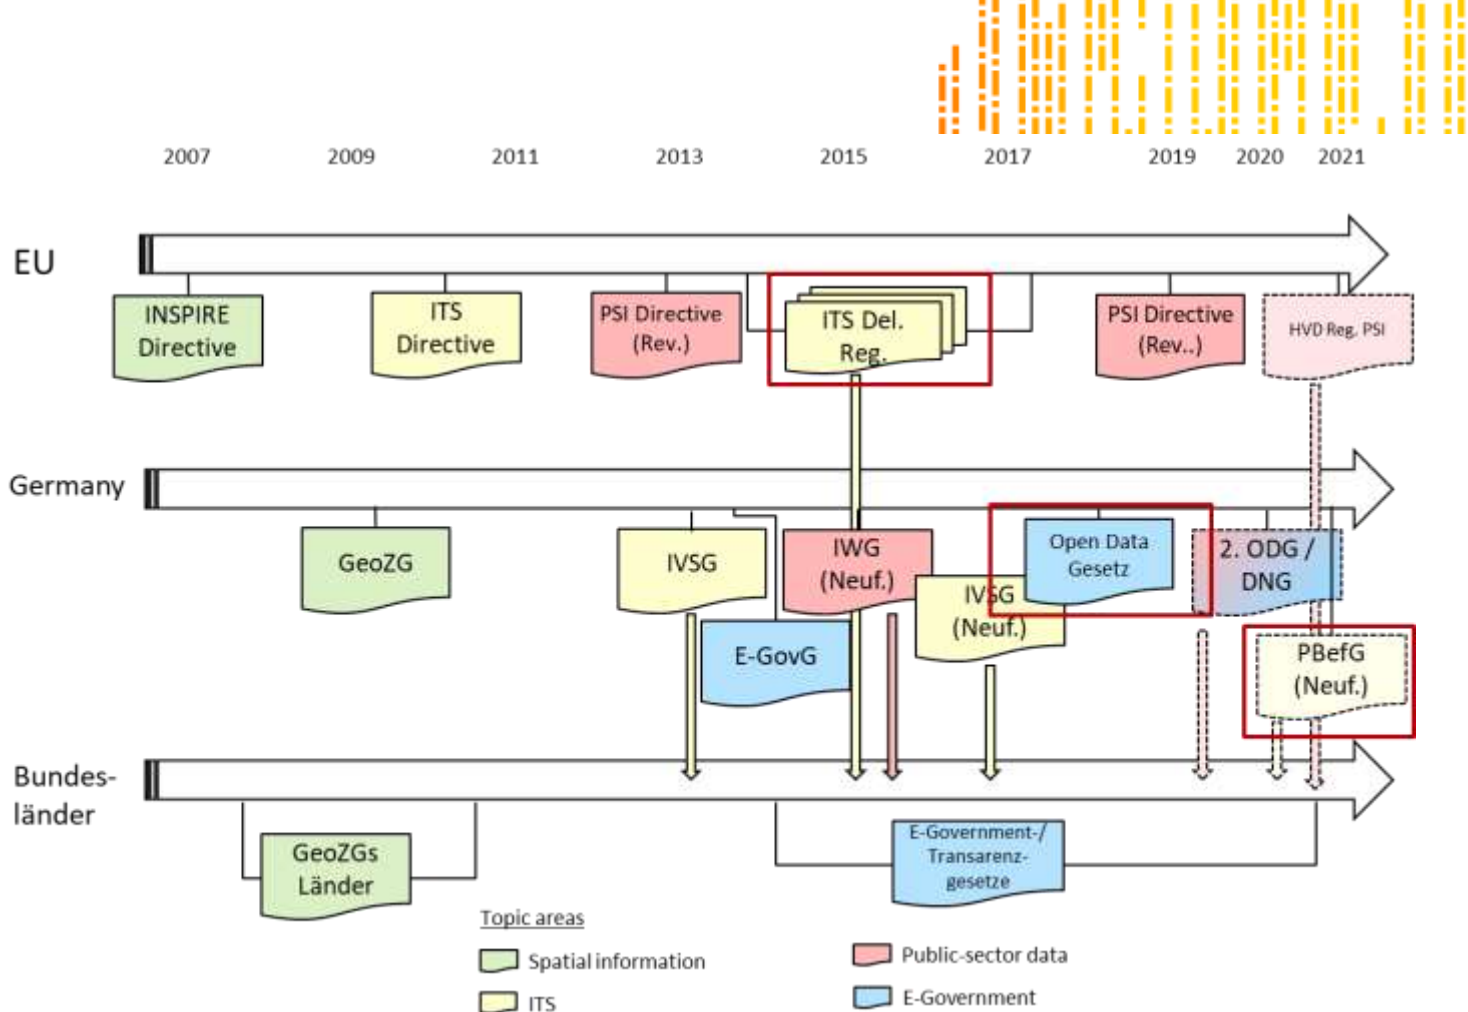 2007 2009 2011 2013 2015 2017 2019 2020 2021
EU
INSPIRE
Directive
ITS
Directive
PSI Directive
(Rev.)
ITS Del.
Reg.
PSI Directive
(Rev..)
HVD Reg. PSI
Germany
GeoZG
IVSG
E-GovG
IWG
(Neuf.)
IVSG
(Neuf.)
Open Data
Gesetz
2. ODG /
DNG
PBefG
(Neuf.)
Bundes-
länder
GeoZGs
Länder
E-Government-/
Transarenz-
gesetze
Topic areas
Spatial information
ITS
Public-sector data
E-Government